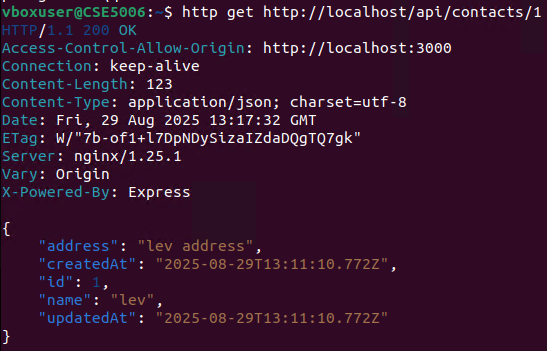 vboxuser@CSE5006:~$ http get http://localhost/api/contacts/1
HTTP/1.1 200 OK
Access-Control-Allow-Origin: http://localhost:3000
Connection: keep-alive
Content-Length: 123
Content-Type: application/json; charset=utf-8
Date: Fri, 29 Aug 2025 13:17:32 GMT
ETag: W/"7b-of1+l7DpNDySizaIZdaDQgTQ7gk"
Server: nginx/1.25.1
Vary: Origin
X-Powered-By: Express
{
    "address": "lev address",
    "createdAt": "2025-08-29T13:11:10.772Z",
    "id": 1,
    "name": "lev",
    "updatedAt": "2025-08-29T13:11:10.772Z"
}